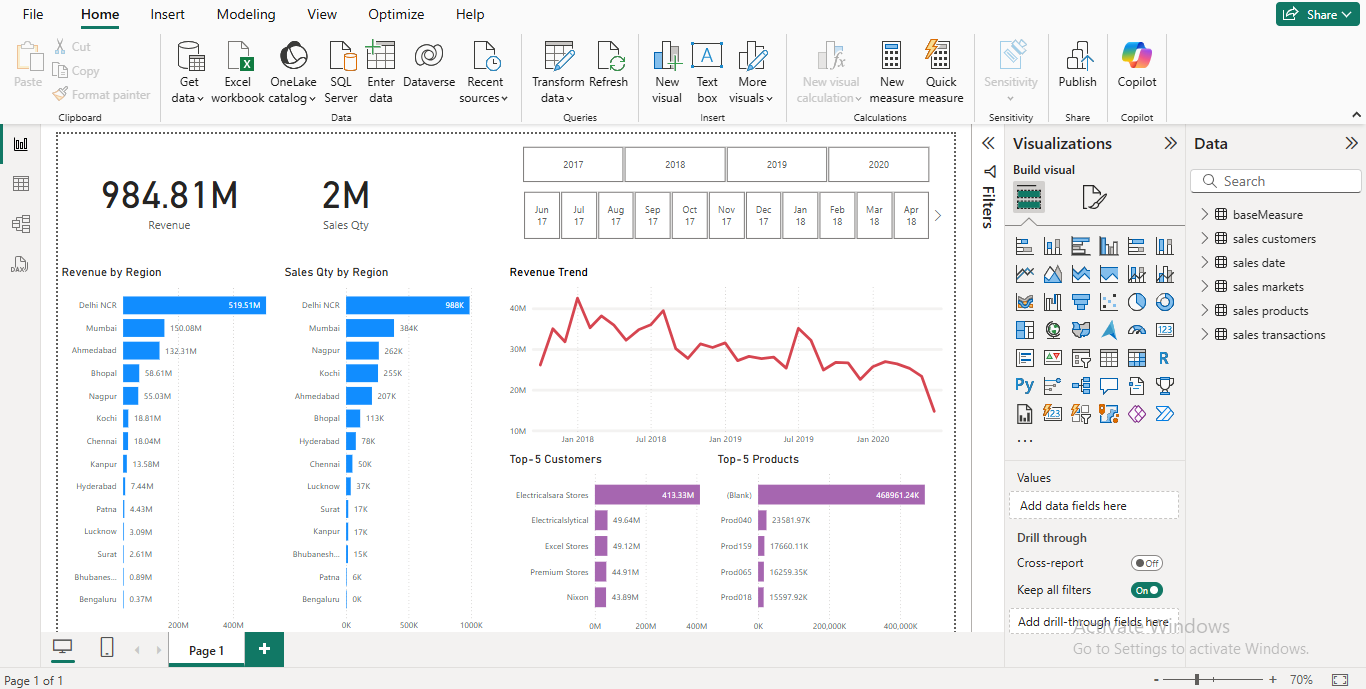 File Home Insert Modeling View Optimize Help Share
Paste
Cut
Copy
Format painter
Clipboard
Get data
Excel workbook
OneLake catalog
SQL Server
Enter data
Dataverse
Recent sources
Data
Transform data
Refresh
Queries
New visual
Text box
More visuals
Insert
New visual calculation
New measure
Quick measure
Calculations
Sensitivity
Sensitivity
Publish
Share
Copilot
Copilot
984.81M
Revenue
2M
Sales Qty
2017 2018 2019 2020
Jun 17 Jul 17 Aug 17 Sep 17 Oct 17 Nov 17 Dec 17 Jan 18 Feb 18 Mar 18 Apr 18
Revenue by Region
Delhi NCR 519.51M
Mumbai 150.08M
Ahmedabad 132.31M
Bhopal 58.61M
Nagpur 55.03M
Kochi 18.81M
Chennai 18.04M
Kanpur 13.58M
Hyderabad 7.44M
Patna 4.43M
Lucknow 3.09M
Surat 2.61M
Bhubanes... 0.89M
Bengaluru 0.37M
200M 400M
Sales Qty by Region
Delhi NCR 988K
Mumbai 384K
Nagpur 262K
Kochi 255K
Ahmedabad 207K
Bhopal 113K
Hyderabad 78K
Chennai 50K
Lucknow 37K
Surat 17K
Kanpur 17K
Bhubanesh... 15K
Patna 6K
Bengaluru 0K
0K 500K 1000K
Revenue Trend
40M
30M
20M
10M
Jan 2018 Jul 2018 Jan 2019 Jul 2019 Jan 2020
Top-5 Customers
Electricalsara Stores 413.33M
Electricalslytical 49.64M
Excel Stores 49.12M
Premium Stores 44.91M
Nixon 43.89M
0M 200M 400M
Top-5 Products
(Blank) 468961.24K
Prod040 23581.97K
Prod159 17660.11K
Prod065 16259.35K
Prod018 15597.92K
0K 200,000K 400,000K
Filters
Visualizations
Build visual
123
R
Py
123
...
Values
Add data fields here
Drill through
Cross-report Off
Keep all filters On
Add drill-through fields here
Data
Search
baseMeasure
sales customers
sales date
sales markets
sales products
sales transactions
Activate Windows
Go to Settings to activate Windows.
Page 1 +
Page 1 of 1
- + 70%